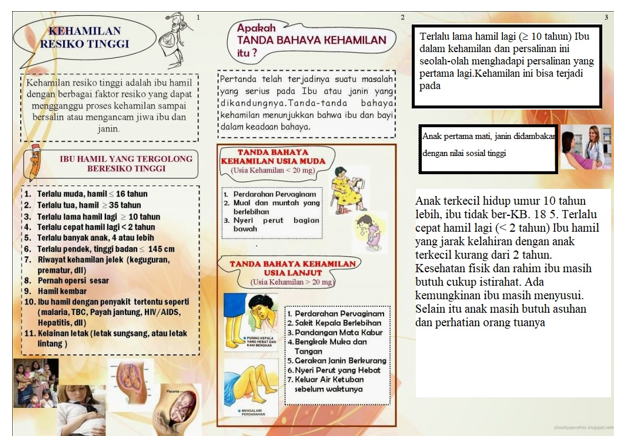 1
KEHAMILAN
RESIKO TINGGI
Kehamilan resiko tinggi adalah ibu hamil
dengan berbagai faktor resiko yang dapat
mengganggu proses kehamilan sampai
bersalin atau mengancam jiwa ibu dan
janin.
IBU HAMIL YANG TERGOLONG
BERESIKO TINGGI
1. Terlalu muda, hamil ≤ 16 tahun
2. Terlalu tua, hamil ≥ 35 tahun
3. Terlalu lama hamil lagi ≥ 10 tahun
4. Terlalu cepat hamil lagi < 2 tahun
5. Terlalu banyak anak, 4 atau lebih
6. Terlalu pendek, tinggi badan ≤ 145 cm
7. Riwayat kehamilan jelek (keguguran,
prematur, dll)
8. Pernah opersi sesar
9. Hamil kembar
10. Ibu hamil dengan penyakit tertentu seperti
(malaria, TBC, Payah jantung, HIV/AIDS,
Hepatitis, dll)
11. Kelainan letak (letak sungsang, atau letak
lintang )
2
Apakah
TANDA BAHAYA KEHAMILAN
itu ?
Pertanda telah terjadinya suatu masalah
yang serius pada Ibu atau janin yang
dikandungnya.Tanda-tanda bahaya
kehamilan menunjukkan bahwa ibu dan bayi
dalam keadaan bahaya.
TANDA BAHAYA
KEHAMILAN USIA MUDA
(Usia Kehamilan < 20 mg)
1. Perdarahan Pervaginam
2. Mual dan muntah yang
berlebihan
3. Nyeri perut bagian
bawah
TANDA BAHAYA KEHAMILAN
USIA LANJUT
(Usia Kehamilan > 20 mg)
1. Perdarahan Pervaginam
2. Sakit Kepala Berlebihan
3. Pandangan Mata Kabur
4. Bengkak Muka dan
Tangan
5. Gerakan Janin Berkurang
6. Nyeri Perut yang Hebat
7. Keluar Air Ketuban
sebelum waktunya
3
Terlalu lama hamil lagi (≥ 10 tahun) Ibu
dalam kehamilan dan persalinan ini
seolah-olah menghadapi persalinan yang
pertama lagi.Kehamilan ini bisa terjadi
pada
Anak pertama mati, janin didambakan
dengan nilai sosial tinggi
Anak terkecil hidup umur 10 tahun
lebih, ibu tidak ber-KB. 18 5. Terlalu
cepat hamil lagi (< 2 tahun) Ibu hamil
yang jarak kelahiran dengan anak
terkecil kurang dari 2 tahun.
Kesehatan fisik dan rahim ibu masih
butuh cukup istirahat. Ada
kemungkinan ibu masih menyusui.
Selain itu anak masih butuh asuhan
dan perhatian orang tuanya